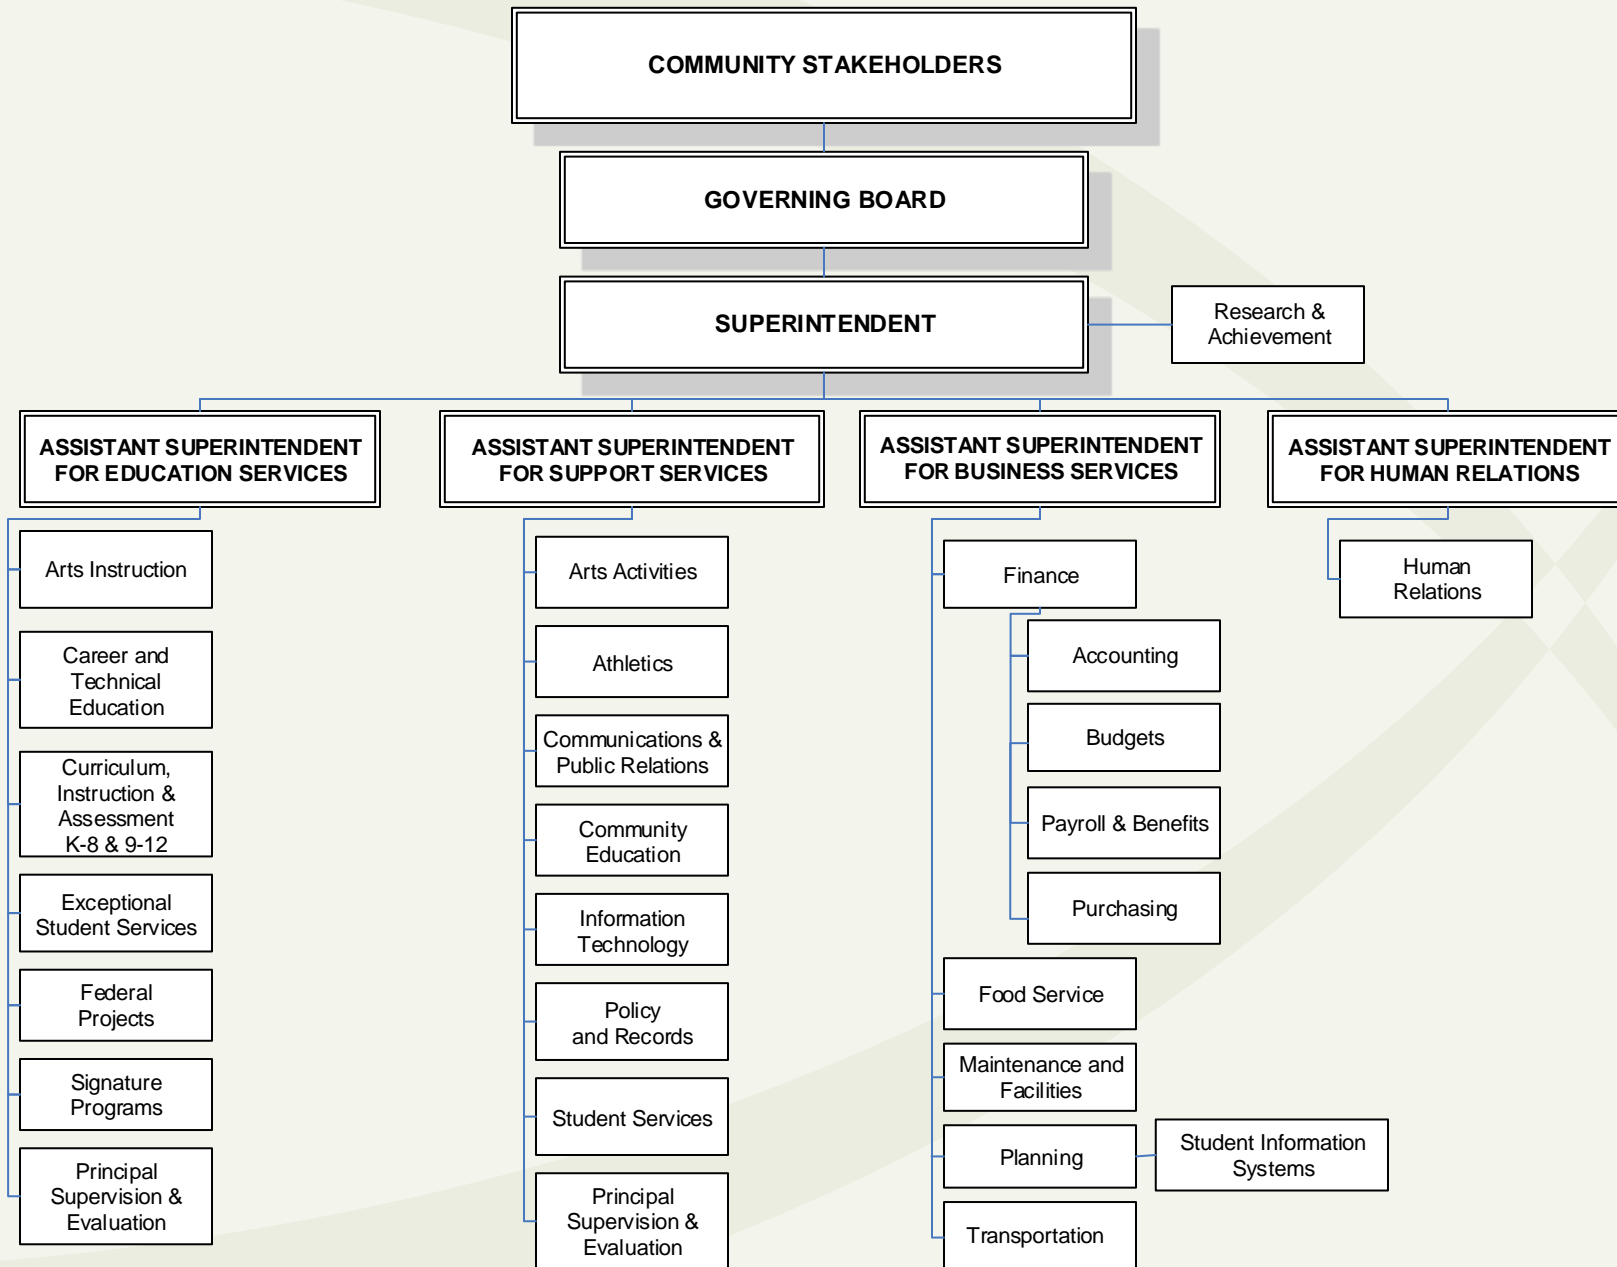 COMMUNITY STAKEHOLDERS
GOVERNING BOARD
SUPERINTENDENT
Research &
Achievement
ASSISTANT SUPERINTENDENT
FOR EDUCATION SERVICES
ASSISTANT SUPERINTENDENT
FOR SUPPORT SERVICES
ASSISTANT SUPERINTENDENT
FOR BUSINESS SERVICES
ASSISTANT SUPERINTENDENT
FOR HUMAN RELATIONS
Arts Instruction
Career and
Technical
Education
Curriculum,
Instruction &
Assessment
K-8 & 9-12
Exceptional
Student Services
Federal
Projects
Signature
Programs
Principal
Supervision &
Evaluation
Arts Activities
Athletics
Communications &
Public Relations
Community
Education
Information
Technology
Policy
and Records
Student Services
Principal
Supervision &
Evaluation
Finance
Accounting
Budgets
Payroll & Benefits
Purchasing
Food Service
Maintenance and
Facilities
Planning
Student Information
Systems
Transportation
Human
Relations